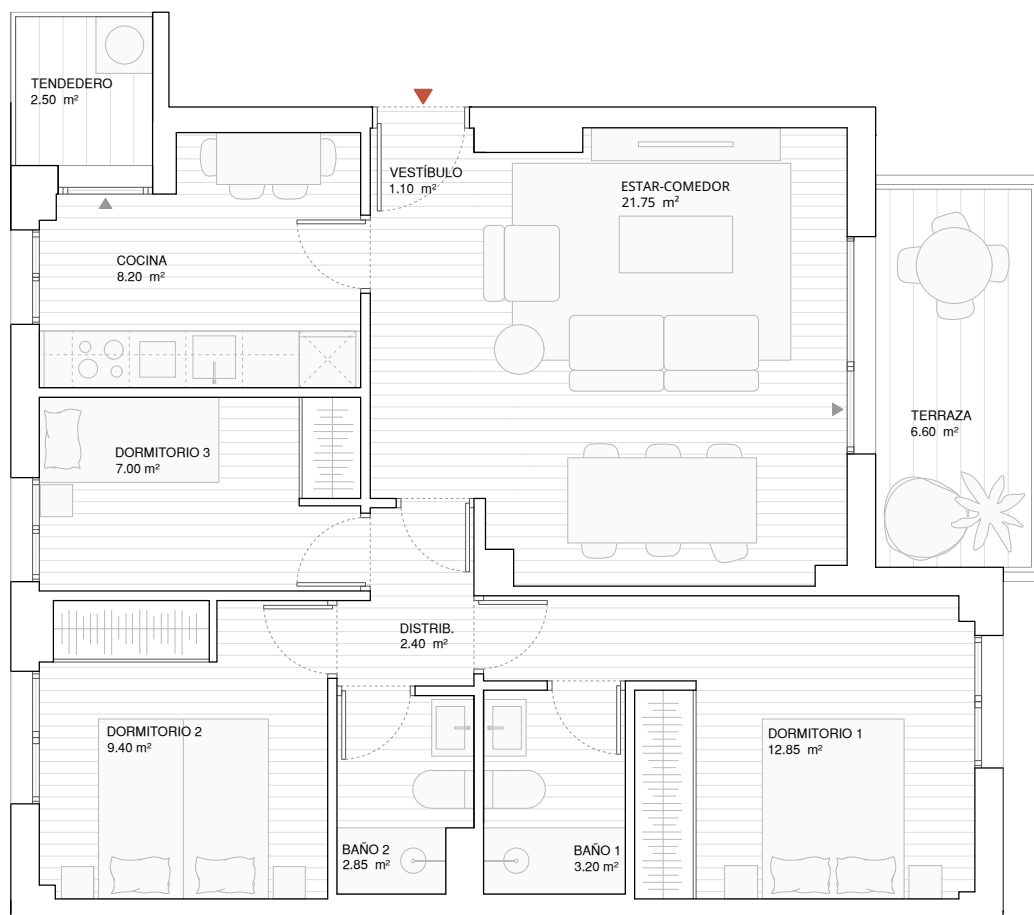 TENDEDERO
2.50 m²
VESTÍBULO
1.10 m²
ESTAR-COMEDOR
21.75 m²
COCINA
8.20 m²
TERRAZA
6.60 m²
DORMITORIO 3
7.00 m²
DISTRIB.
2.40 m²
DORMITORIO 2
9.40 m²
DORMITORIO 1
12.85 m²
BAÑO 2
2.85 m²
BAÑO 1
3.20 m²